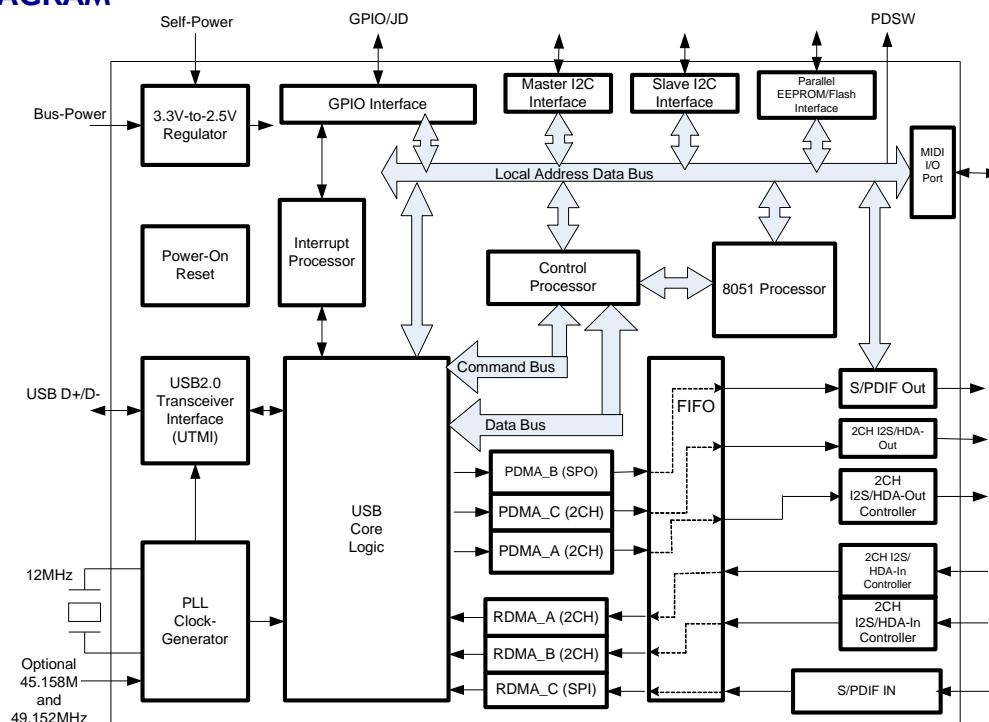 AGRAM
Self-Power
GPIO/JD
PDSW
Bus-Power
3.3V-to-2.5V
Regulator
GPIO Interface
Master I2C
Interface
Slave I2C
Interface
Parallel
EEPROM/Flash
Interface
MIDI
I/O
Port
Local Address Data Bus
Power-On
Reset
Interrupt
Processor
Control
Processor
8051 Processor
USB D+/D-
USB2.0
Transceiver
Interface
(UTMI)
Command Bus
Data Bus
FIFO
S/PDIF Out
2CH I2S/HDA-
Out
PDMA_B (SPO)
PDMA_C (2CH)
PDMA_A (2CH)
2CH
I2S/HDA-Out
Controller
USB
Core
Logic
12MHz
PLL
Clock-
Generator
2CH I2S/
HDA-In
Controller
2CH
I2S/HDA-In
Controller
RDMA_A (2CH)
RDMA_B (2CH)
RDMA_C (SPI)
S/PDIF IN
Optional
45.158M
and
49.152MHz